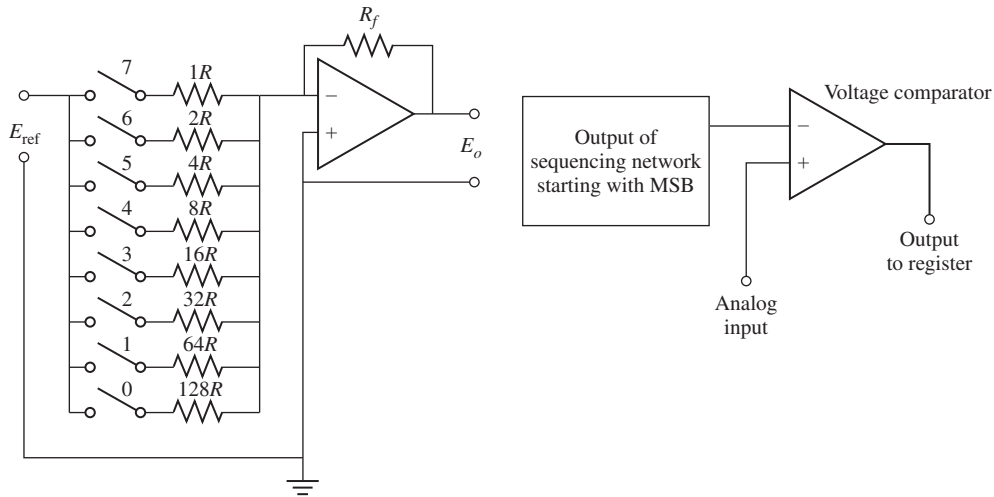 R_f
7
1R
6
2R
5
4R
4
8R
3
16R
2
32R
1
64R
0
128R
E_ref
−
+
E_o
Output of
sequencing network
starting with MSB
Voltage comparator
−
+
Output
to register
Analog
input